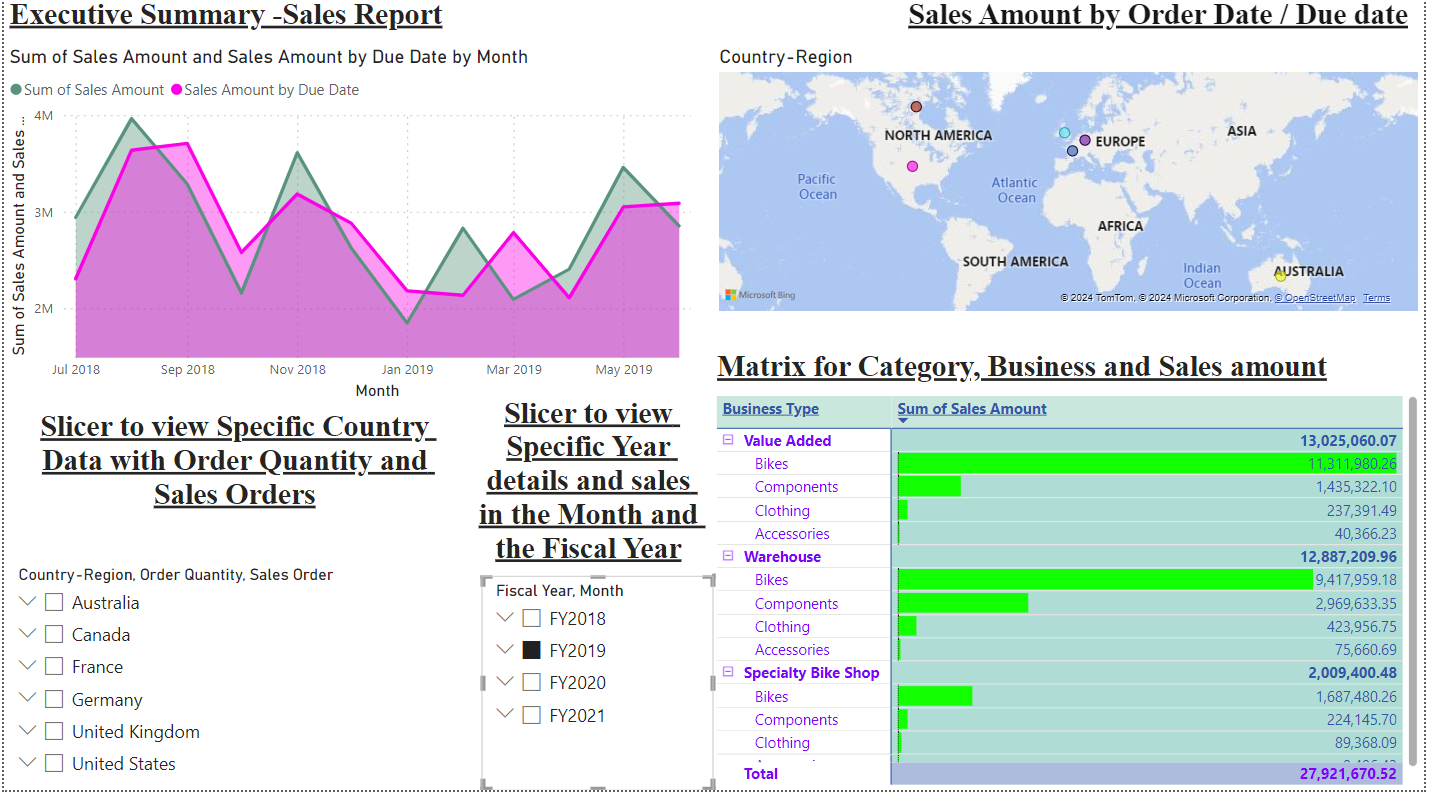 Executive Summary -Sales Report
Sales Amount by Order Date / Due date
Sum of Sales Amount and Sales Amount by Due Date by Month
Sum of Sales Amount
Sales Amount by Due Date
Sum of Sales Amount and Sales ...
4M
3M
2M
Jul 2018
Sep 2018
Nov 2018
Jan 2019
Mar 2019
May 2019
Month
Country-Region
NORTH AMERICA
EUROPE
ASIA
Pacific
Ocean
Atlantic
Ocean
AFRICA
SOUTH AMERICA
Indian
Ocean
AUSTRALIA
Microsoft Bing
© 2024 TomTom, © 2024 Microsoft Corporation, © OpenStreetMap Terms
Slicer to view Specific Country
Data with Order Quantity and
Sales Orders
Country-Region, Order Quantity, Sales Order
Australia
Canada
France
Germany
United Kingdom
United States
Slicer to view
Specific Year
details and sales
in the Month and
the Fiscal Year
Fiscal Year, Month
FY2018
FY2019
FY2020
FY2021
Matrix for Category, Business and Sales amount
Business Type Sum of Sales Amount
Value Added 13,025,060.07
Bikes 11,311,980.26
Components 1,435,322.10
Clothing 237,391.49
Accessories 40,366.23
Warehouse 12,887,209.96
Bikes 9,417,959.18
Components 2,969,633.35
Clothing 423,956.75
Accessories 75,660.69
Specialty Bike Shop 2,009,400.48
Bikes 1,687,480.26
Components 224,145.70
Clothing 89,368.09
Total 27,921,670.52